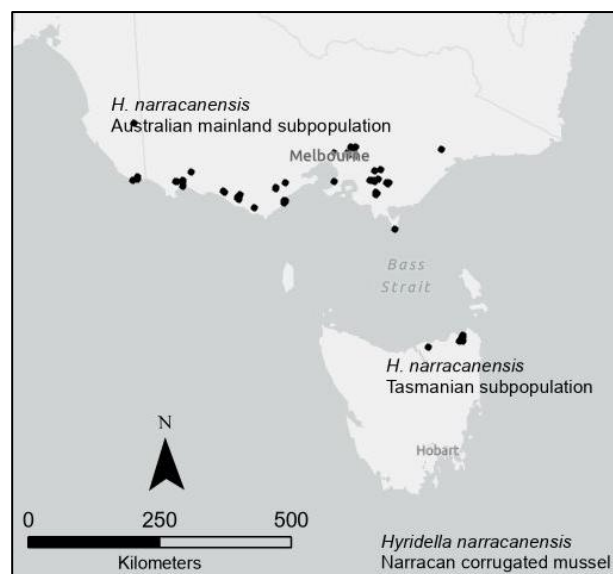 H. narracanensis
Australian mainland subpopulation
Melbourne
Bass
Strait
H. narracanensis
Tasmanian subpopulation
N
Hobart
0 250 500
Kilometers
Hyridella narracanensis
Narracan corrugated mussel